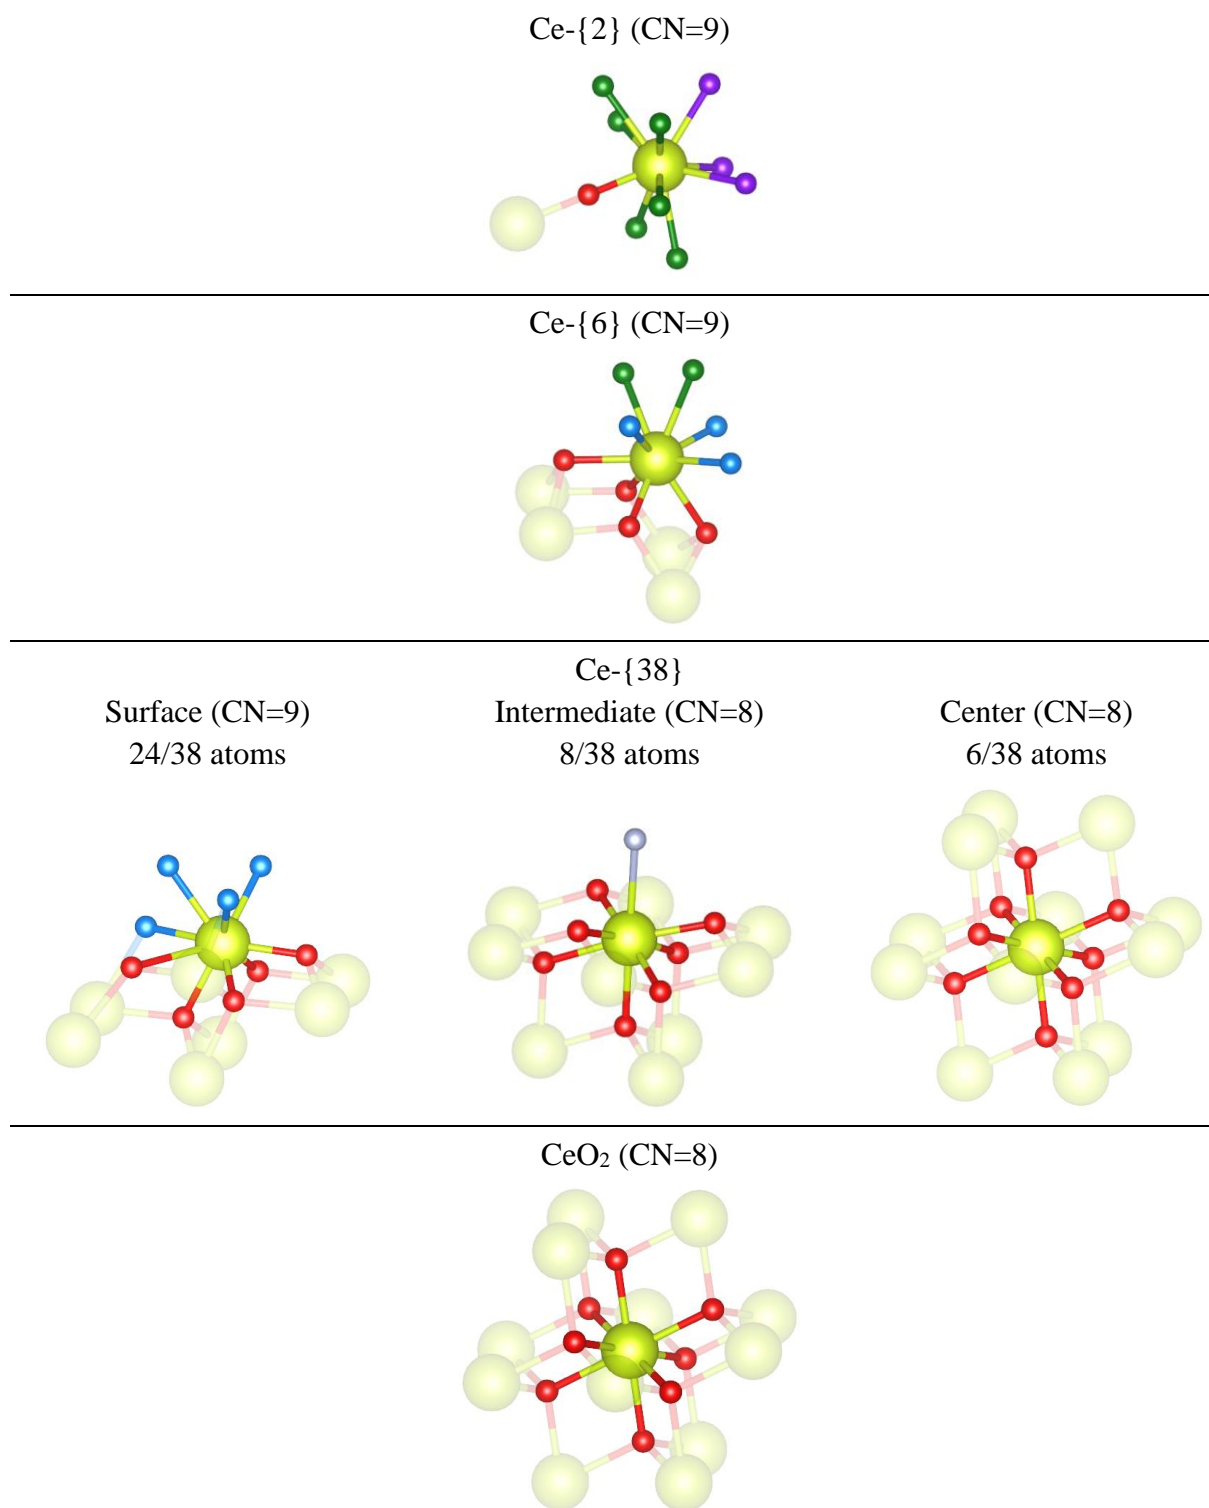 Ce-{2} (CN=9)
Ce-{6} (CN=9)
Ce-{38}
Surface (CN=9)
Intermediate (CN=8)
Center (CN=8)
24/38 atoms
8/38 atoms
6/38 atoms
CeO₂ (CN=8)